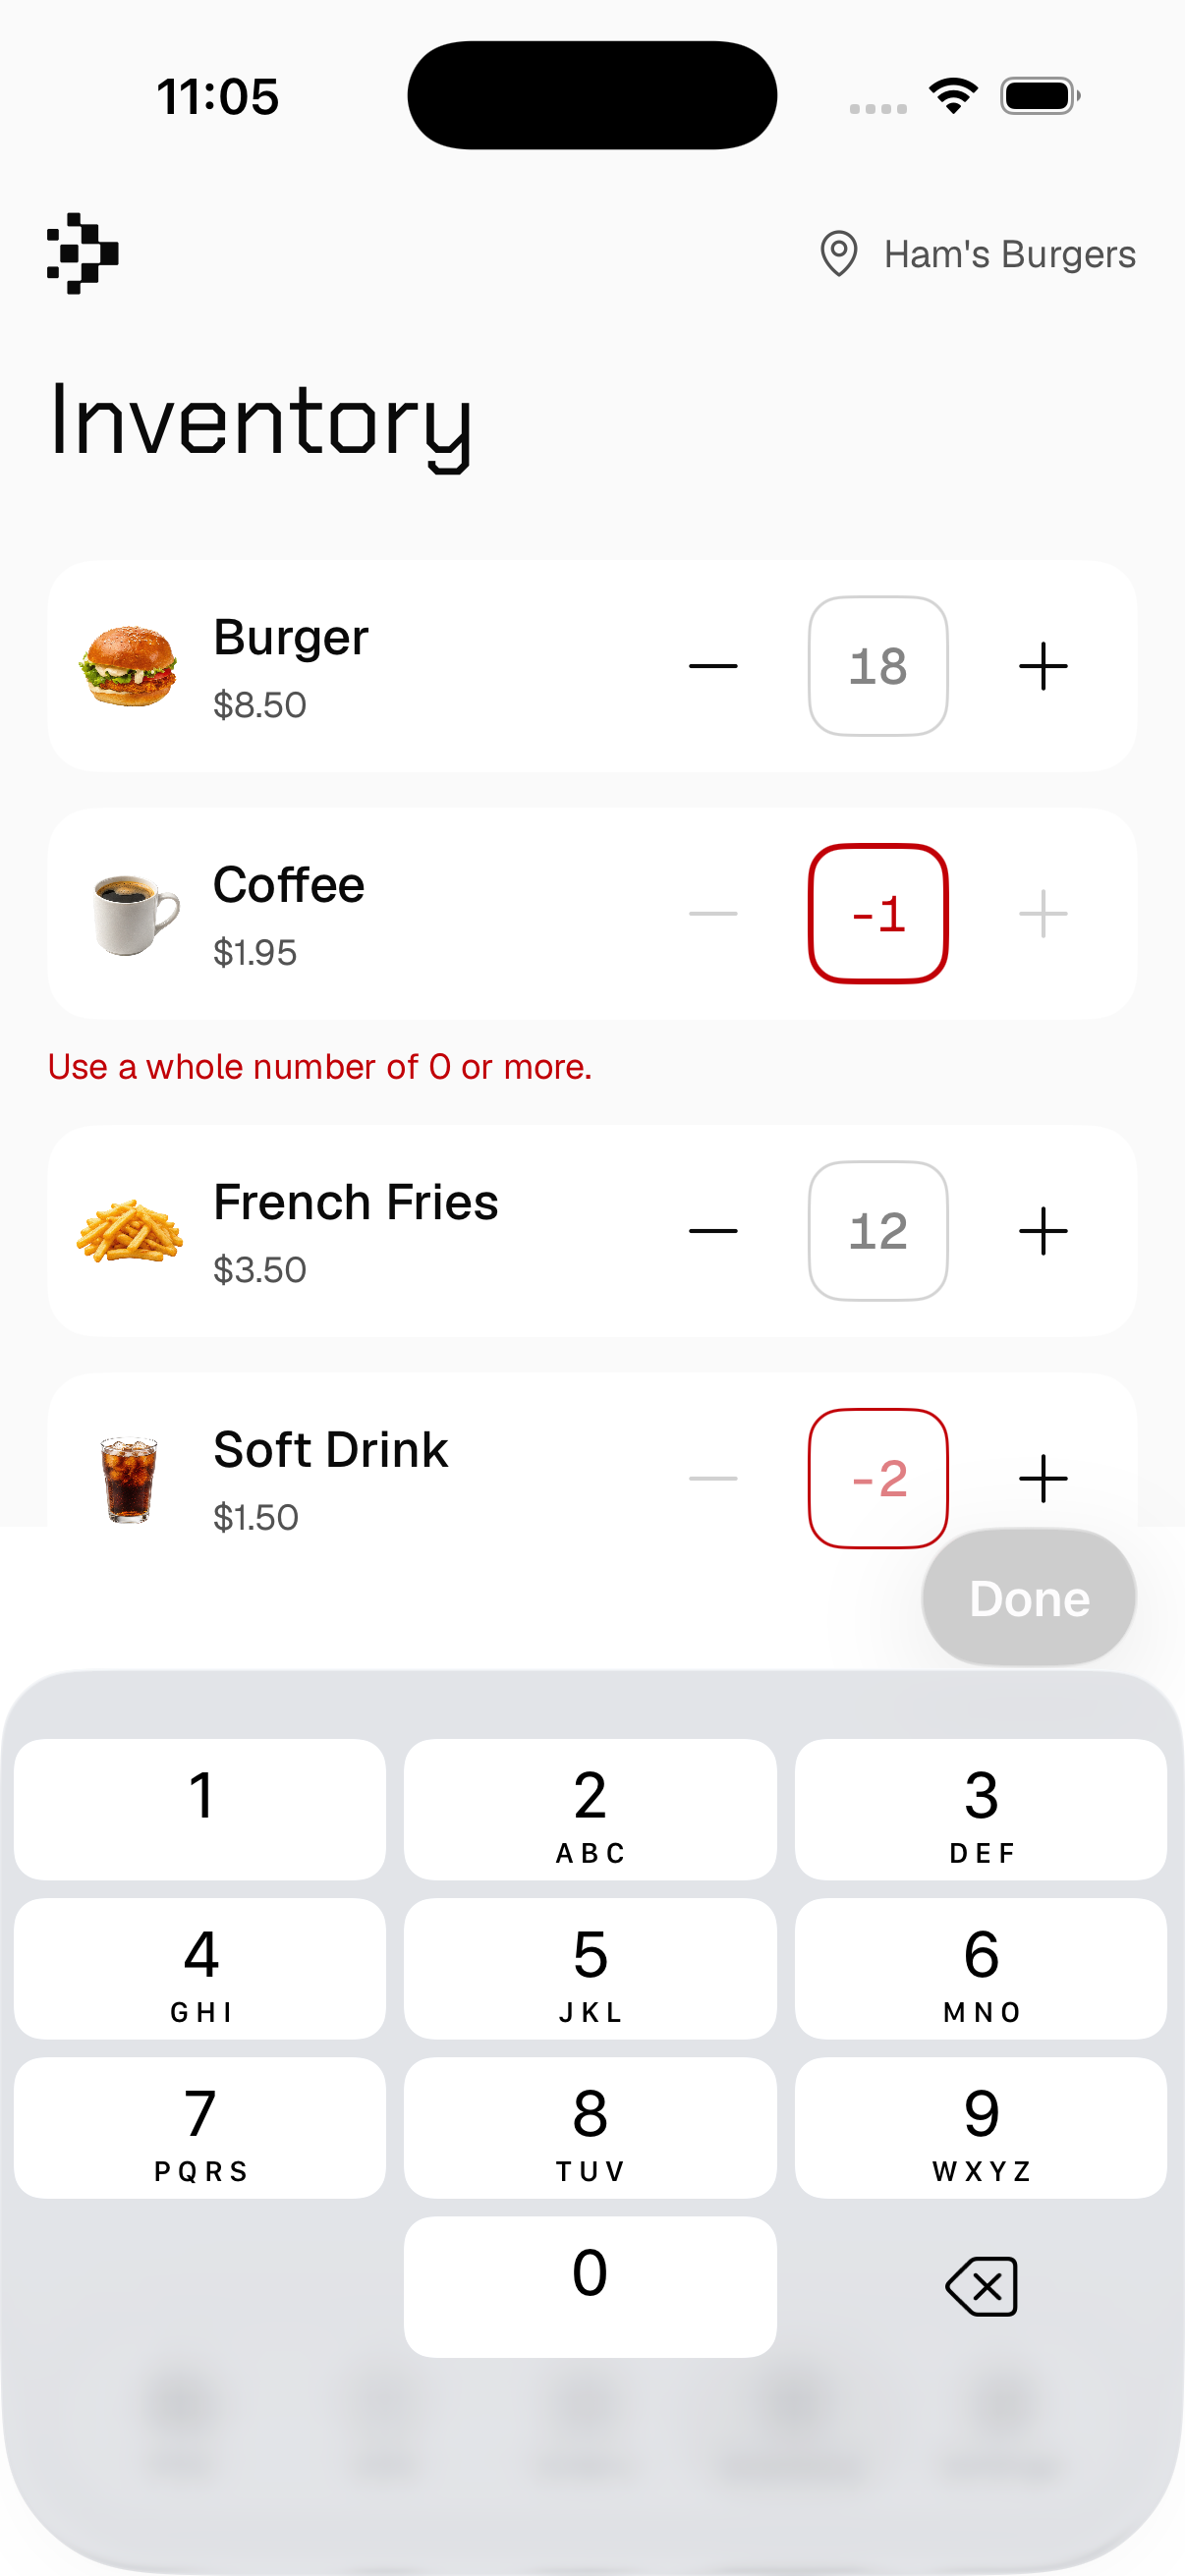 11:05
Ham's Burgers
Inventory
Burger
$8.50
18
Coffee
$1.95
-1
Use a whole number of 0 or more.
French Fries
$3.50
12
Soft Drink
$1.50
-2
Done
1
2
ABC
3
DEF
4
GHI
5
JKL
6
MNO
7
PQRS
8
TUV
9
WXYZ
0